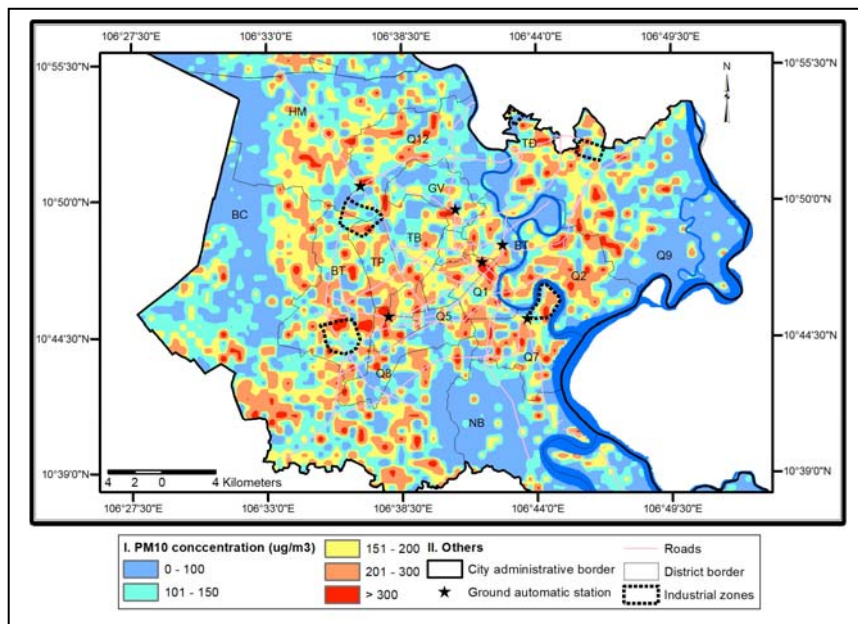 106°27'30"E 106°33'0"E 106°38'30"E 106°44'0"E 106°49'30"E
10°55'30"N 10°55'30"N
N
HM
Q12
TĐ
GV
10°50'0"N 10°50'0"N
BC
TB
BT
Q9
BT
TP
Q2
Q1
Q5
10°44'30"N 10°44'30"N
Q7
Q8
NB
10°39'0"N 10°39'0"N
4 2 0 4 Kilometers
106°27'30"E 106°33'0"E 106°38'30"E 106°44'0"E 106°49'30"E
I. PM10 conccentration (ug/m3)
0 - 100
101 - 150
151 - 200
201 - 300
> 300
II. Others
City administrative border
Ground automatic station
Roads
District border
Industrial zones